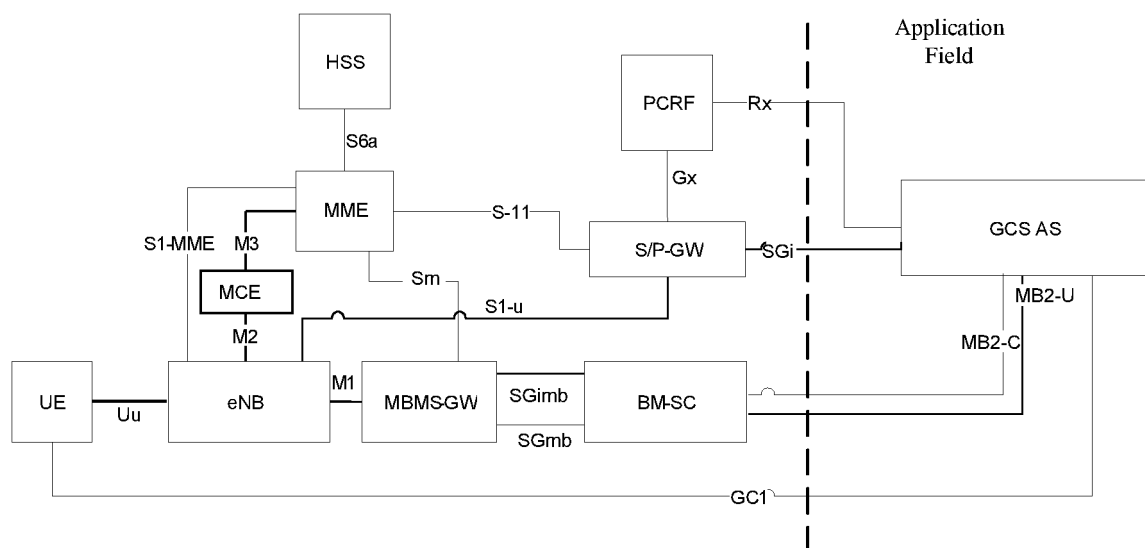 Application
Field
HSS
PCRF
Rx
S6a
Gx
MME
S-11
GCS AS
S1-MME
M3
S/P-GW
SGi
Sm
MCE
MB2-U
S1-u
M2
MB2-C
M1
UE
Uu
eNB
MBMS-GW
SGimb
BM-SC
SGmb
GC1